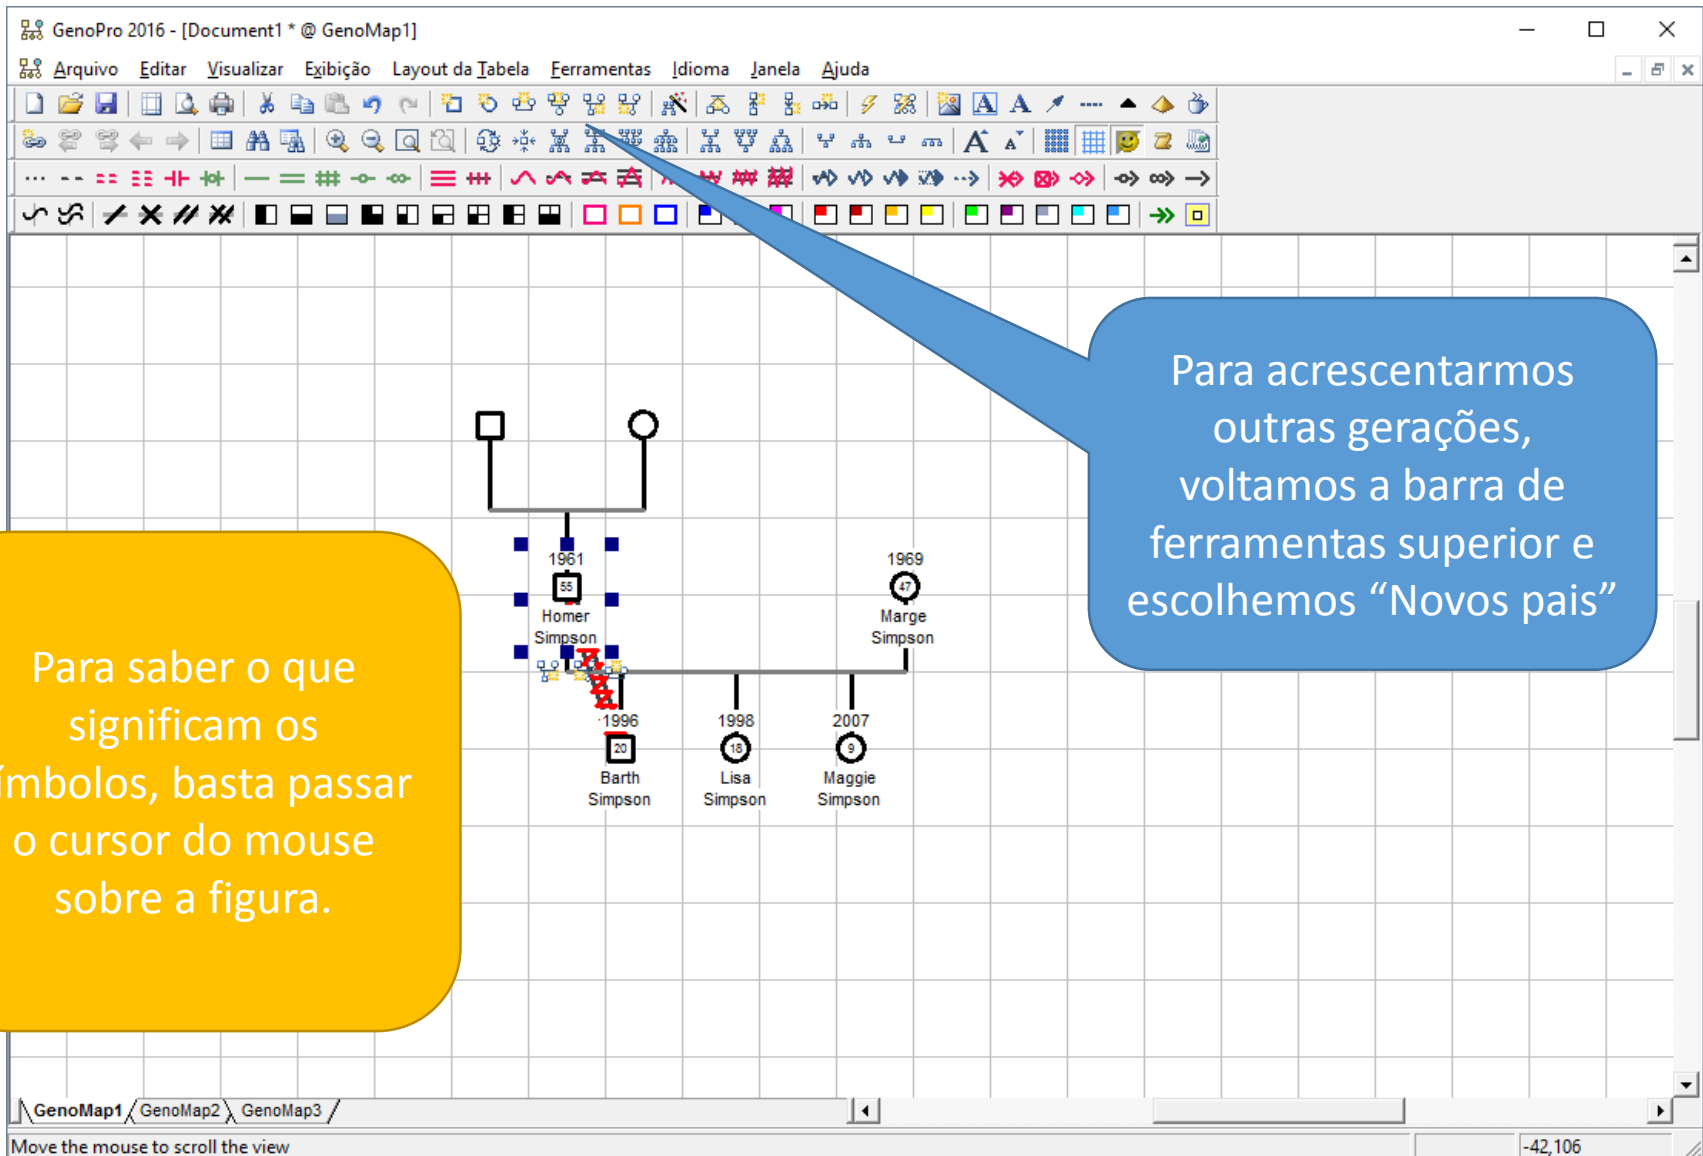 GenoPro 2016 - [Document1 * @ GenoMap1]
Arquivo Editar Visualizar Exibição Layout da Tabela Ferramentas Idioma Janela Ajuda
Para acrescentarmos
outras gerações,
voltamos a barra de
ferramentas superior e
escolhemos “Novos pais”
1961
55
Homer
Simpson
1969
47
Marge
Simpson
1996
20
Barth
Simpson
1998
18
Lisa
Simpson
2007
9
Maggie
Simpson
Para saber o que
significam os
ímbolos, basta passar
o cursor do mouse
sobre a figura.
GenoMap1 GenoMap2 GenoMap3
Move the mouse to scroll the view
-42,106